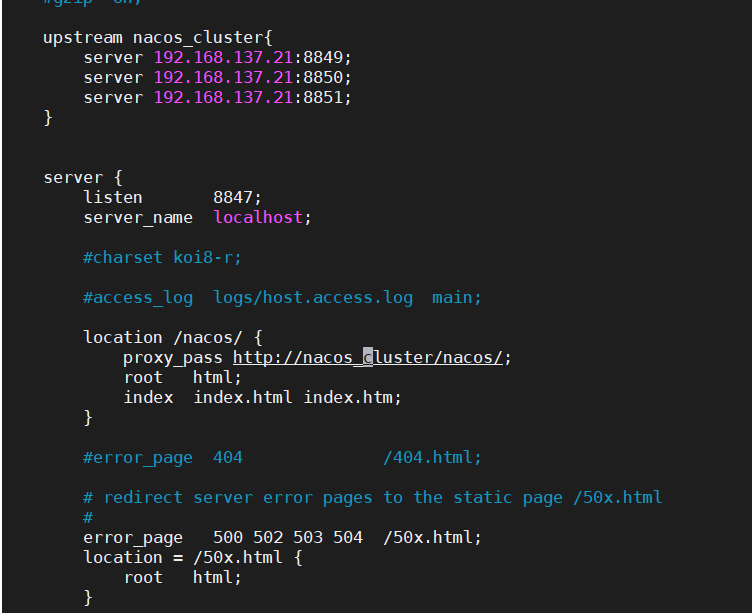 #gzip on;
upstream nacos_cluster{
server 192.168.137.21:8849;
server 192.168.137.21:8850;
server 192.168.137.21:8851;
}
server {
listen 8847;
server_name localhost;
#charset koi8-r;
#access_log logs/host.access.log main;
location /nacos/ {
proxy_pass http://nacos_cluster/nacos/;
root html;
index index.html index.htm;
}
#error_page 404 /404.html;
# redirect server error pages to the static page /50x.html
#
error_page 500 502 503 504 /50x.html;
location = /50x.html {
root html;
}